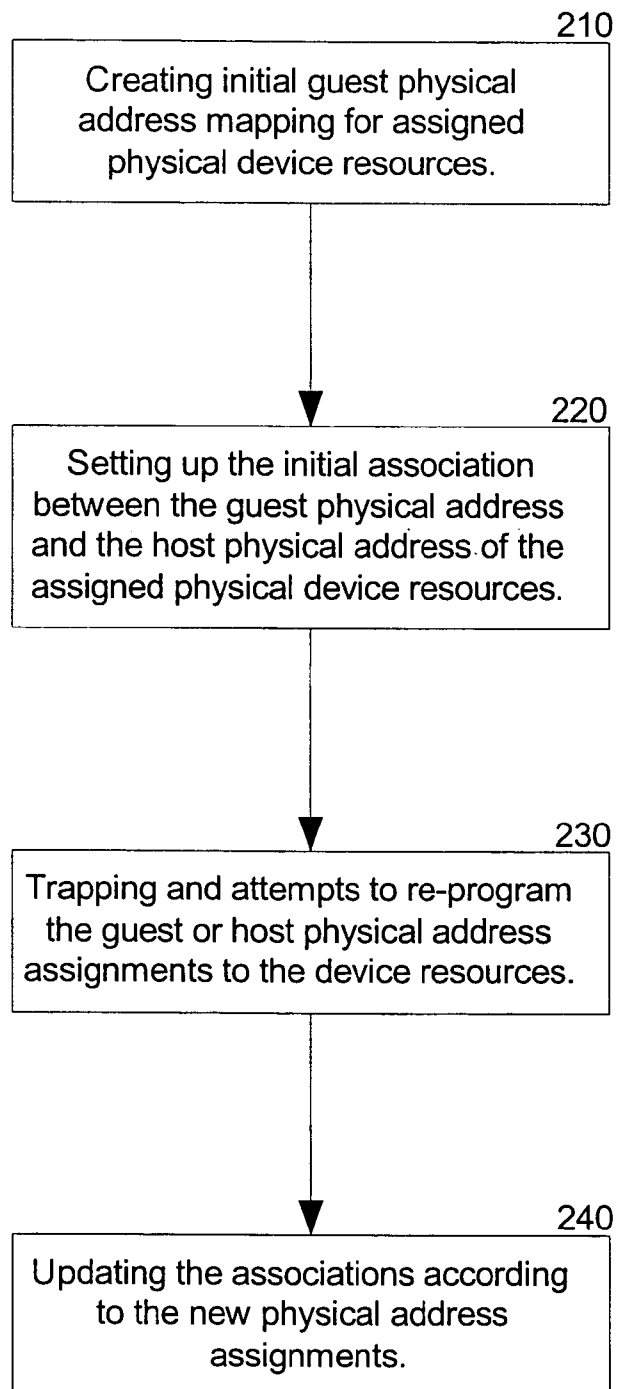 210
Creating initial guest physical
address mapping for assigned
physical device resources.
220
Setting up the initial association
between the guest physical address
and the host physical address of the
assigned physical device resources.
230
Trapping and attempts to re-program
the guest or host physical address
assignments to the device resources.
240
Updating the associations according
to the new physical address
assignments.